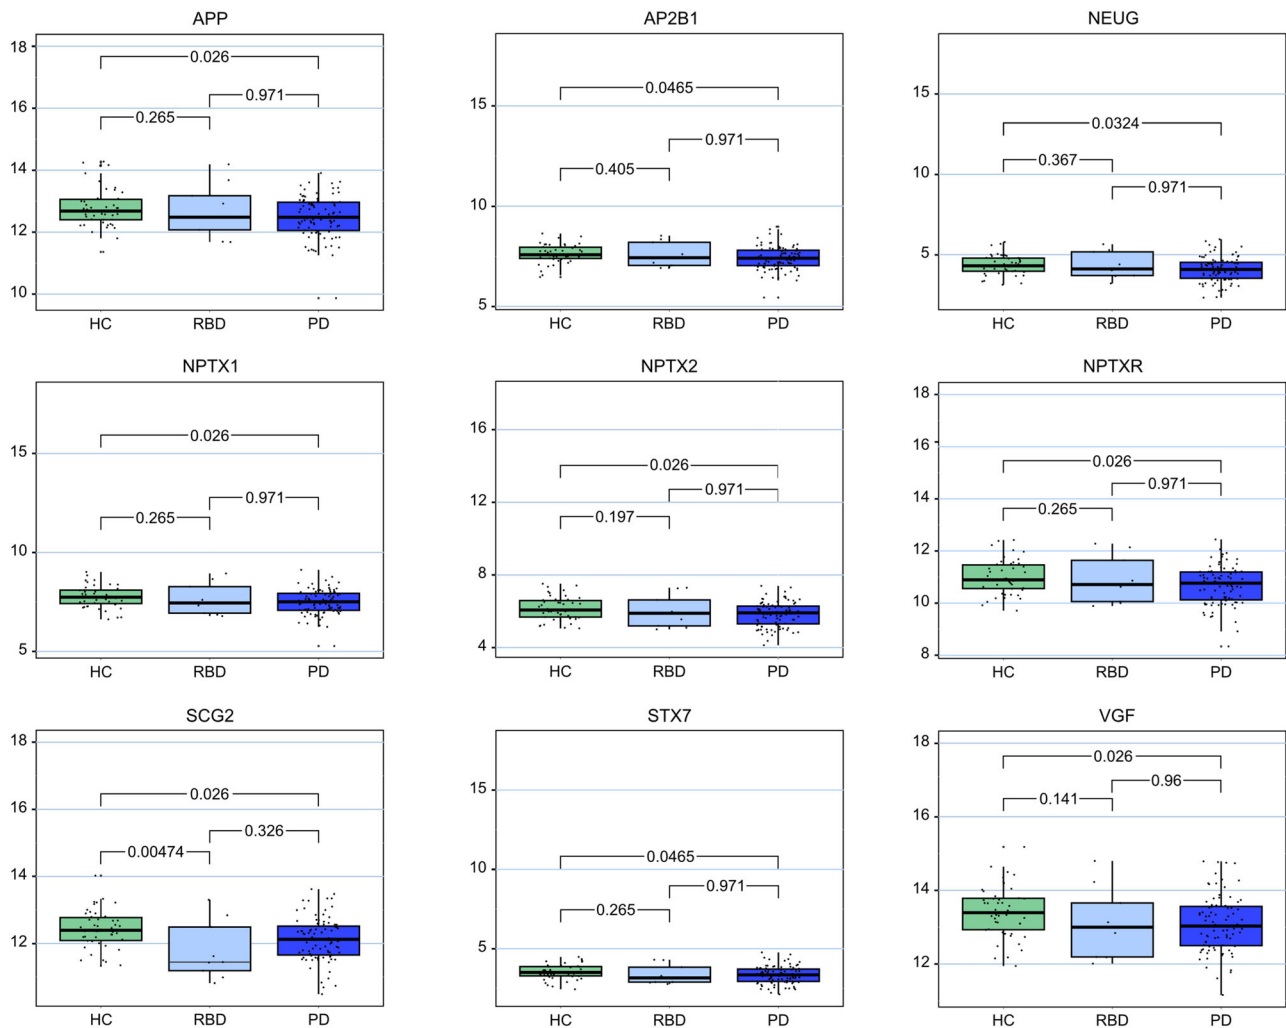 APP
AP2B1
NEUG
18
16
14
12
10
0.026
0.971
0.265
HC
RBD
PD
15
10
5
0.0465
0.971
0.405
HC
RBD
PD
15
10
5
0.0324
0.367
0.971
HC
RBD
PD
NPTX1
NPTX2
NPTXR
15
10
5
0.026
0.971
0.265
HC
RBD
PD
16
12
8
4
0.026
0.971
0.197
HC
RBD
PD
18
16
14
12
10
8
0.026
0.971
0.265
HC
RBD
PD
SCG2
STX7
VGF
18
16
14
12
0.026
0.326
0.00474
HC
RBD
PD
15
10
5
0.0465
0.971
0.265
HC
RBD
PD
18
16
14
12
0.026
0.96
0.141
HC
RBD
PD